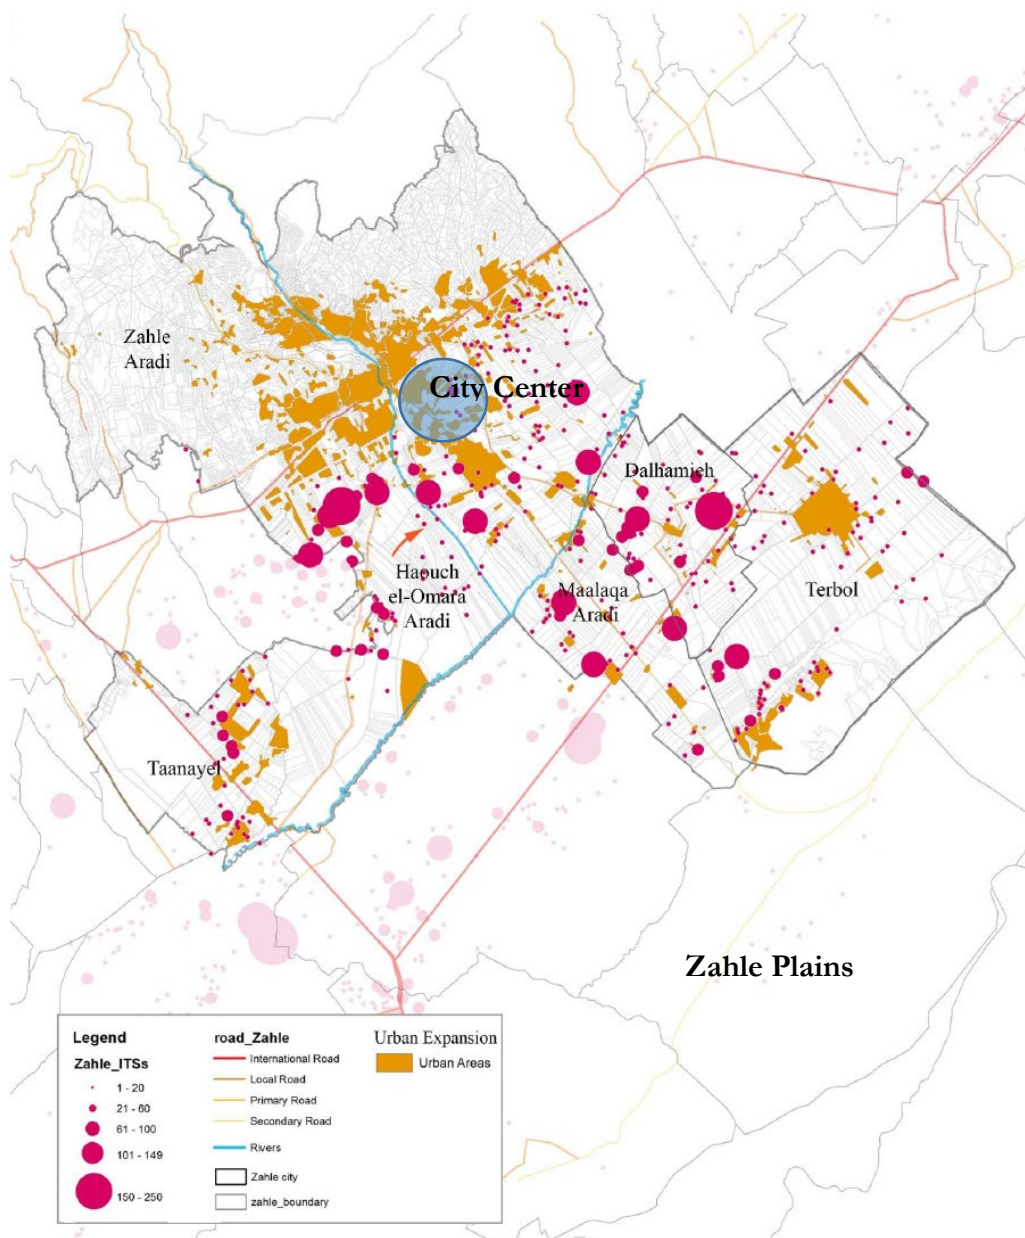 Zahle
Aradi
City Center
Dalhamieh
Haouch
el-Omara
Aradi
Maalaqa
Aradi
Terbol
Taanayel
Zahle Plains
Legend
Zahle_ITSs
1 - 20
21 - 60
61 - 100
101 - 149
150 - 250
road_Zahle
International Road
Local Road
Primary Road
Secondary Road
Rivers
Zahle city
zahle_boundary
Urban Expansion
Urban Areas